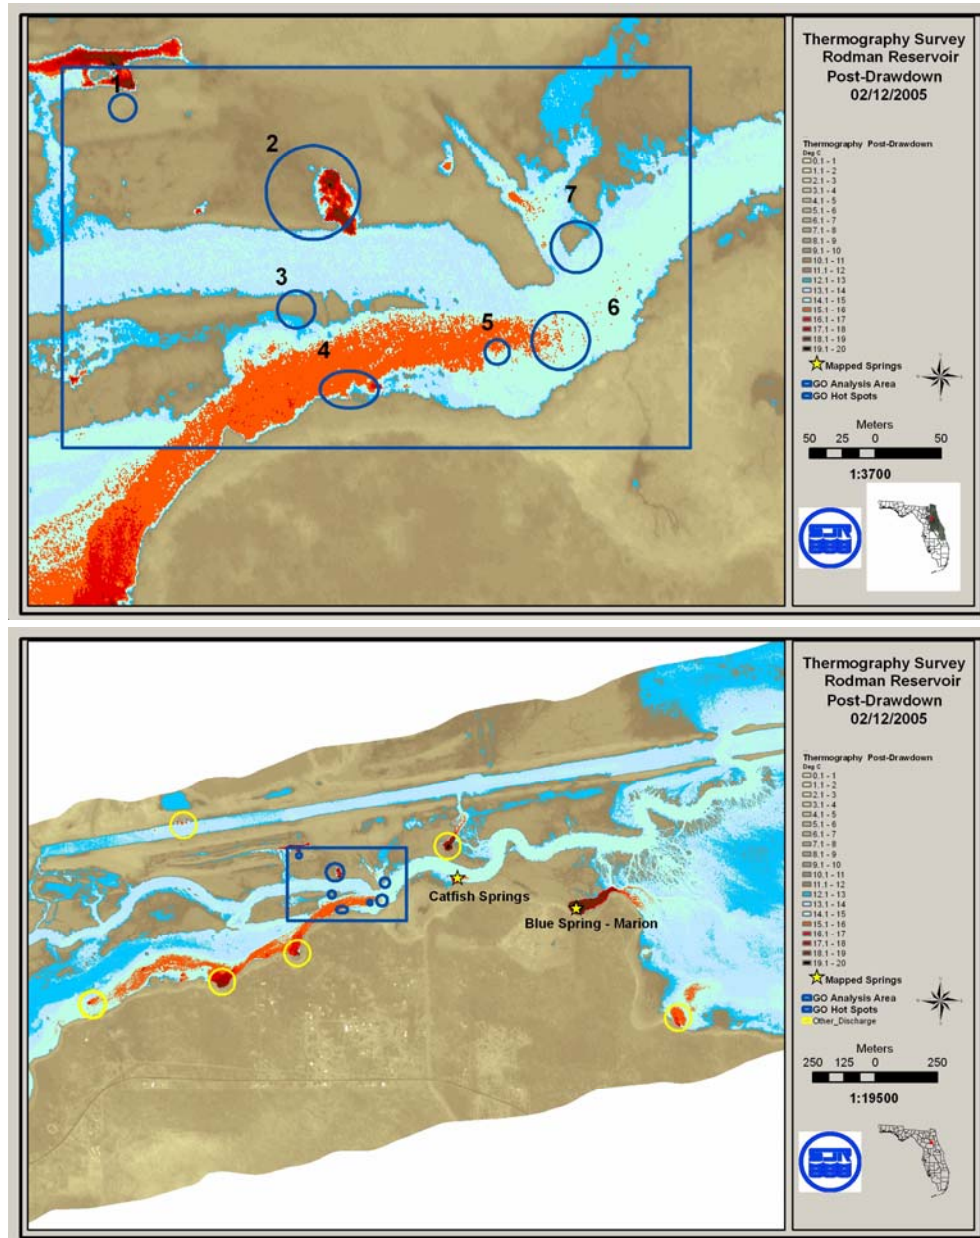 1
2
3
4
5
6
7
Thermography Survey
Rodman Reservoir
Post-Drawdown
02/12/2005
Thermography Post-Drawdown
Deg C
0.1 - 1
1.1 - 2
2.1 - 3
3.1 - 4
4.1 - 5
5.1 - 6
6.1 - 7
7.1 - 8
8.1 - 9
9.1 - 10
10.1 - 11
11.1 - 12
12.1 - 13
13.1 - 14
14.1 - 15
15.1 - 16
16.1 - 17
17.1 - 18
18.1 - 19
19.1 - 20
Mapped Springs
GO Analysis Area
GO Hot Spots
Meters
50 25 0 50
1:3700
Catfish Springs
Blue Spring - Marion
Thermography Survey
Rodman Reservoir
Post-Drawdown
02/12/2005
Thermography Post-Drawdown
Deg C
0.1 - 1
1.1 - 2
2.1 - 3
3.1 - 4
4.1 - 5
5.1 - 6
6.1 - 7
7.1 - 8
8.1 - 9
9.1 - 10
10.1 - 11
11.1 - 12
12.1 - 13
13.1 - 14
14.1 - 15
15.1 - 16
16.1 - 17
17.1 - 18
18.1 - 19
19.1 - 20
Mapped Springs
GO Analysis Area
GO Hot Spots
Other_Discharge
Meters
250 125 0 250
1:19500